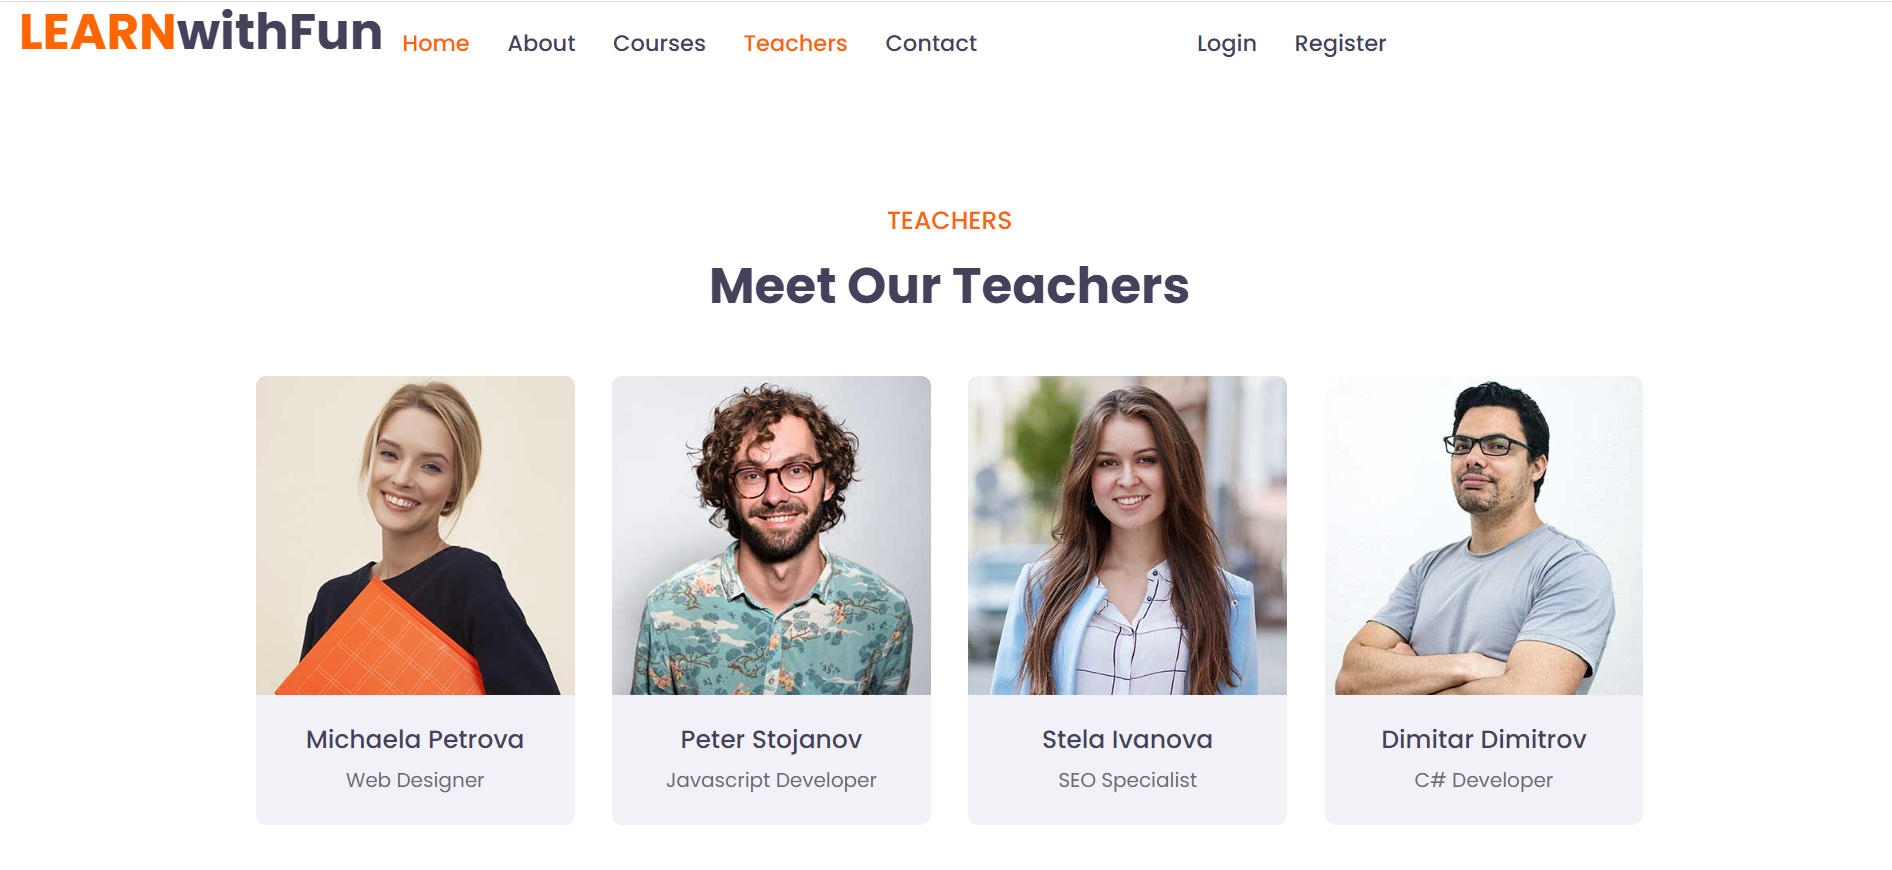 LEARNwithFun Home About Courses Teachers Contact Login Register
TEACHERS
Meet Our Teachers
Michaela Petrova
Web Designer
Peter Stojanov
Javascript Developer
Stela Ivanova
SEO Specialist
Dimitar Dimitrov
C# Developer